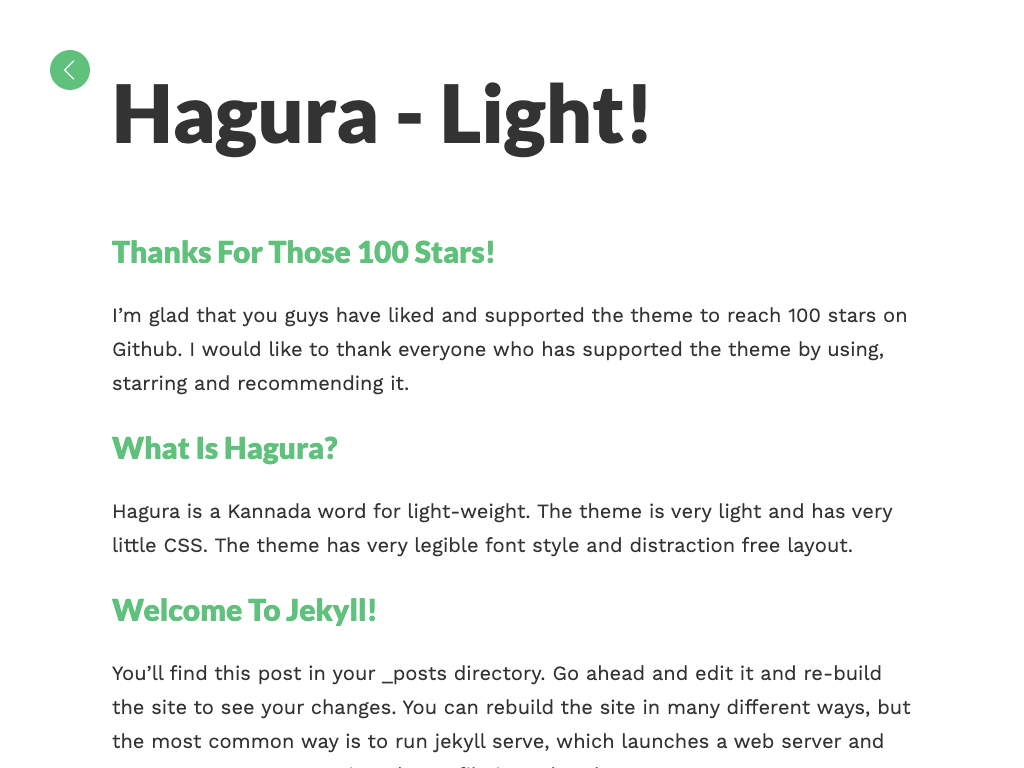 Hagura - Light!
Thanks For Those 100 Stars!
I’m glad that you guys have liked and supported the theme to reach 100 stars on
Github. I would like to thank everyone who has supported the theme by using,
starring and recommending it.
What Is Hagura?
Hagura is a Kannada word for light-weight. The theme is very light and has very
little CSS. The theme has very legible font style and distraction free layout.
Welcome To Jekyll!
You’ll find this post in your _posts directory. Go ahead and edit it and re-build
the site to see your changes. You can rebuild the site in many different ways, but
the most common way is to run jekyll serve, which launches a web server and